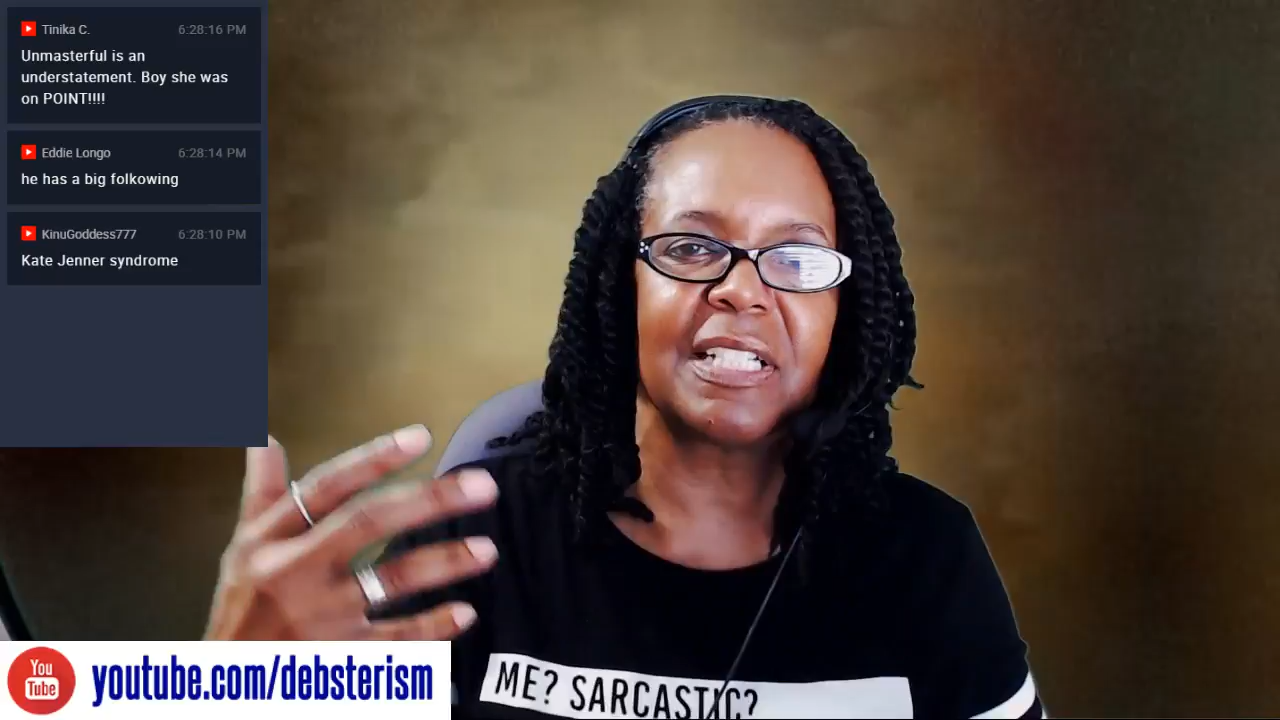 Tinika C. 6:28:16 PM
Unmasterful is an
understatement. Boy she was
on POINT!!!!
Eddie Longo 6:28:14 PM
he has a big folkowing
KinuGoddess777 6:28:10 PM
Kate Jenner syndrome
You
Tube
youtube.com/debsterism
ME? SARCASTIC?